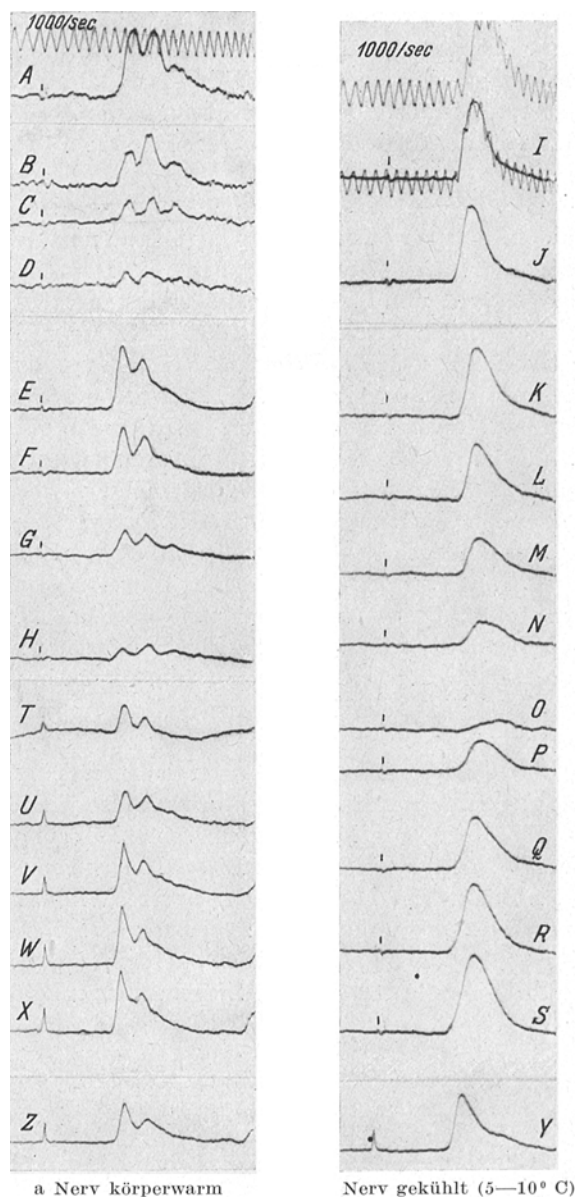 1000/sec
A
B
C
D
E
F
G
H
T
U
V
W
X
Z
a Nerv körperwarm
1000/sec
I
J
K
L
M
N
O
P
Q
R
S
Y
Nerv gekühlt (5—10° C)